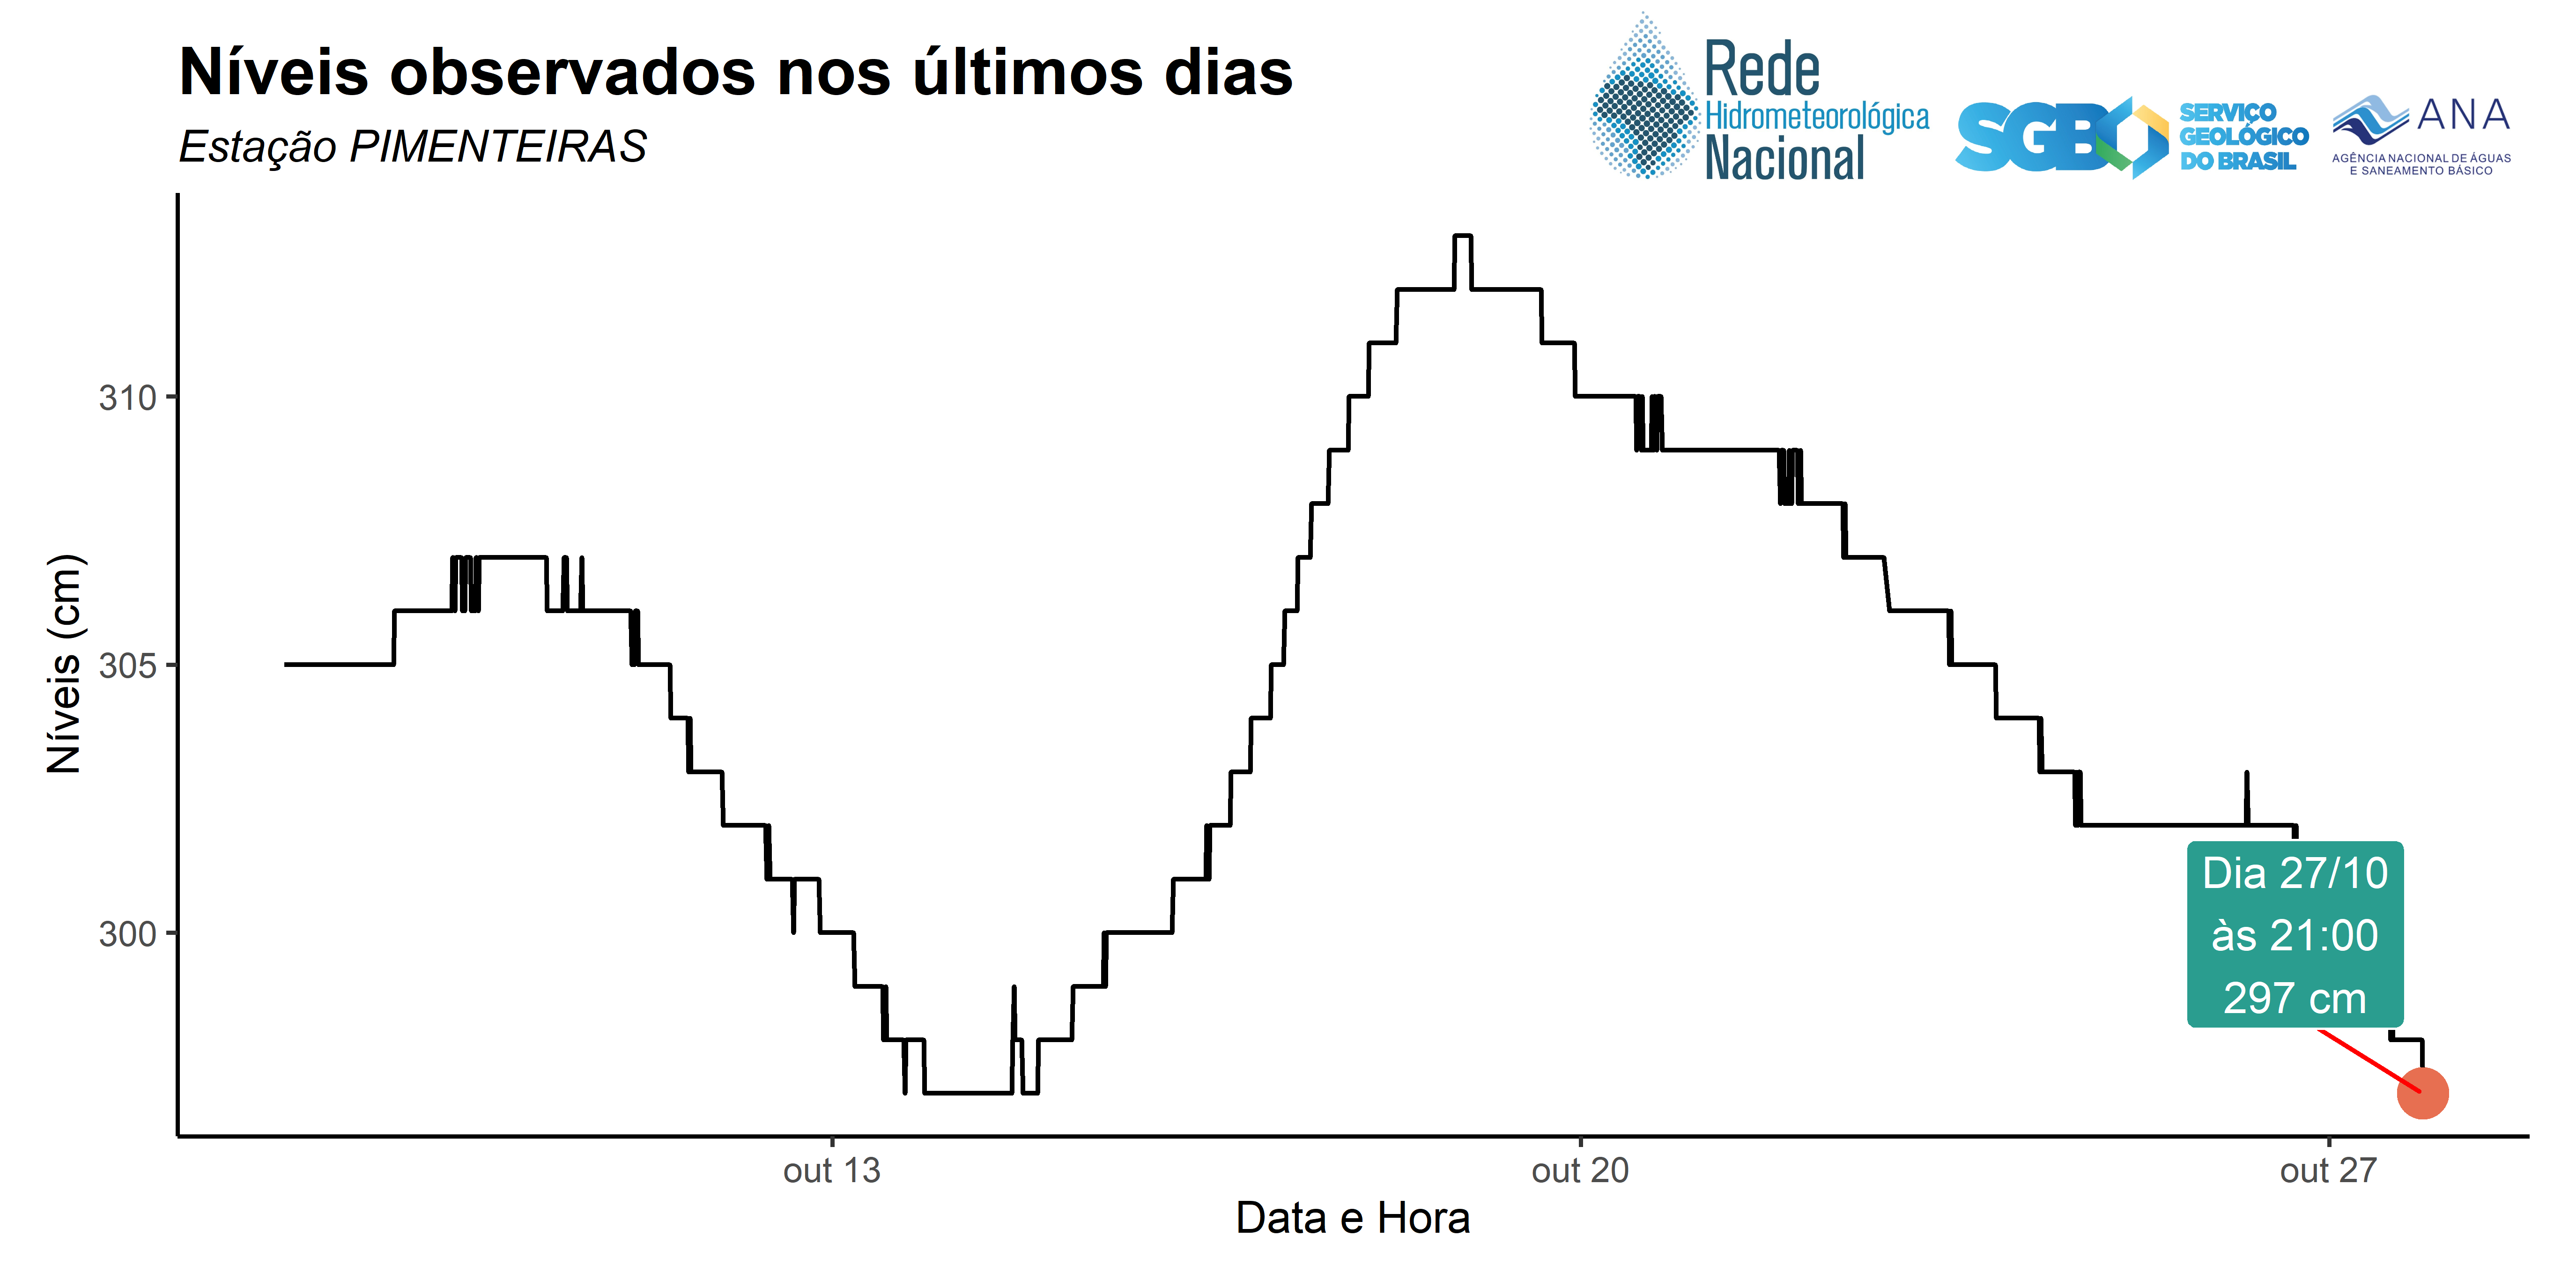 Níveis observados nos últimos dias
Estação PIMENTEIRAS
Rede
Hidrometeorológica
Nacional
SGB
SERVIÇO
GEOLÓGICO
DO BRASIL
ANA
AGÊNCIA NACIONAL DE ÁGUAS
E SANEAMENTO BÁSICO
Níveis (cm)
310
305
300
Dia 27/10
às 21:00
297 cm
out 13
out 20
out 27
Data e Hora